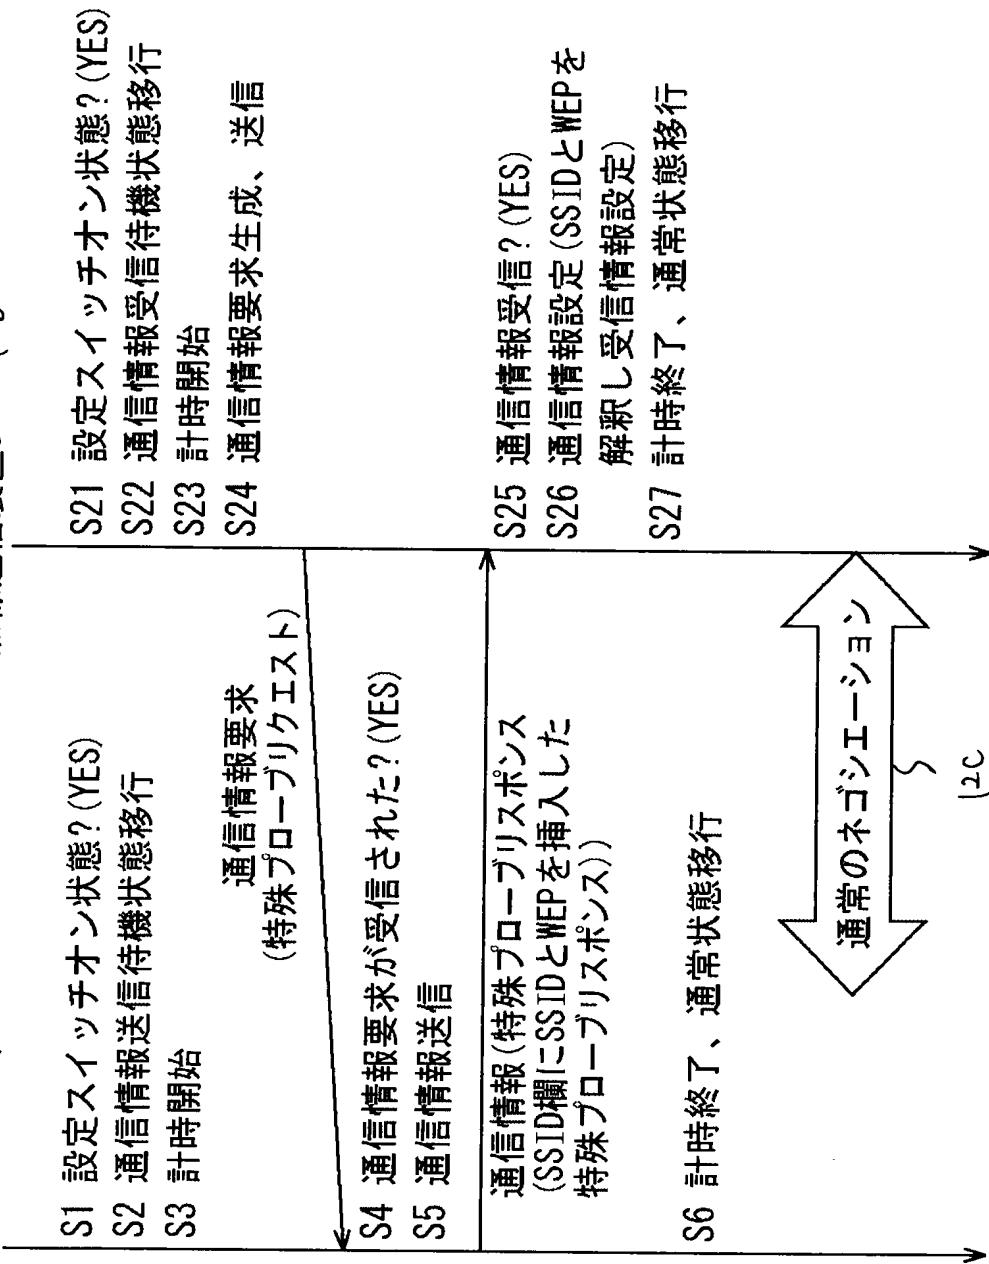 S21 設定スイッチオン状態?(YES)
S22 通信情報受信待機状態移行
S23 計時開始
S24 通信情報要求生成、送信
S1 設定スイッチオン状態?(YES)
S2 通信情報送信待機状態移行
S3 計時開始
通信情報要求
(特殊プローブリクエスト)
S4 通信情報要求が受信された?(YES)
S5 通信情報送信
通信情報(特殊プローブリスポンス
(SSID欄にSSIDとWEPを挿入した
特殊プローブリスポンス))
S25 通信情報受信?(YES)
S26 通信情報設定(SSIDとWEPを
解釈し受信情報設定)
S27 計時終了、通常状態移行
S6 計時終了、通常状態移行
通常のネゴシエーション
12C